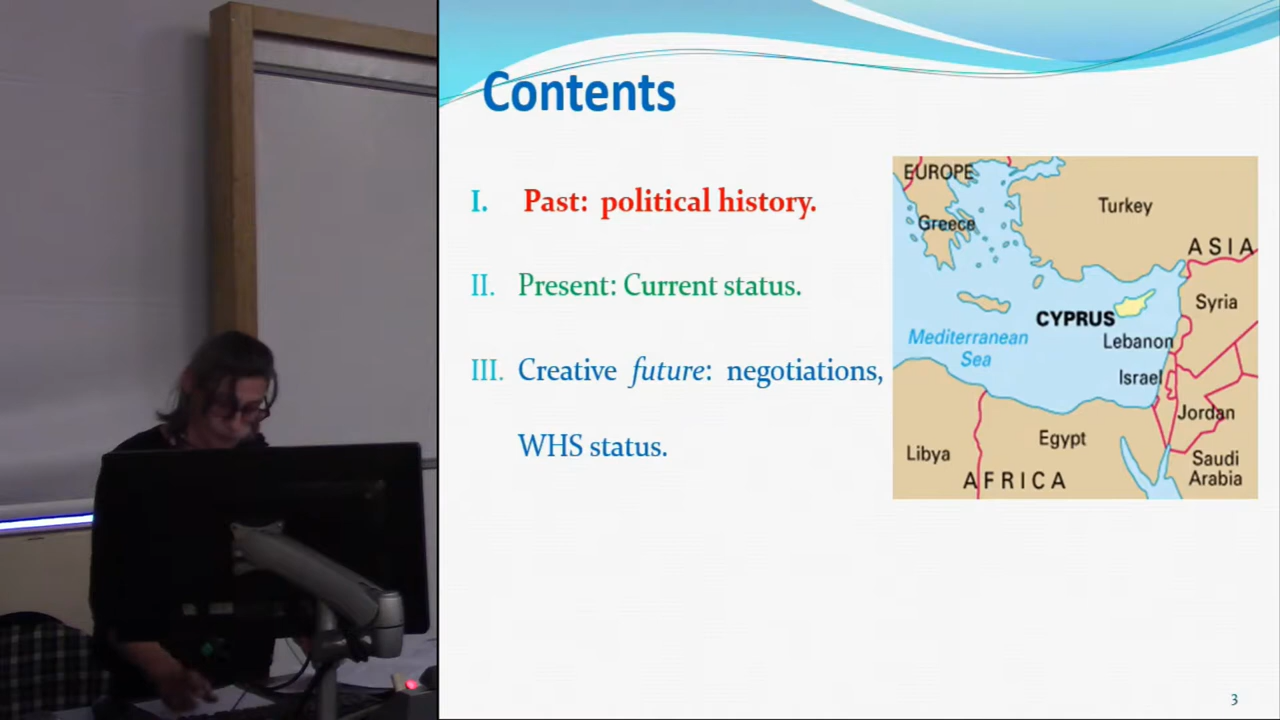 Contents
I. Past: political history.
II. Present: Current status.
III. Creative future: negotiations,
WHS status.
EUROPE
Greece
Turkey
ASIA
CYPRUS
Syria
Mediterranean
Sea
Lebanon
Israel
Jordan
Libya
Egypt
Saudi
Arabia
AFRICA
3